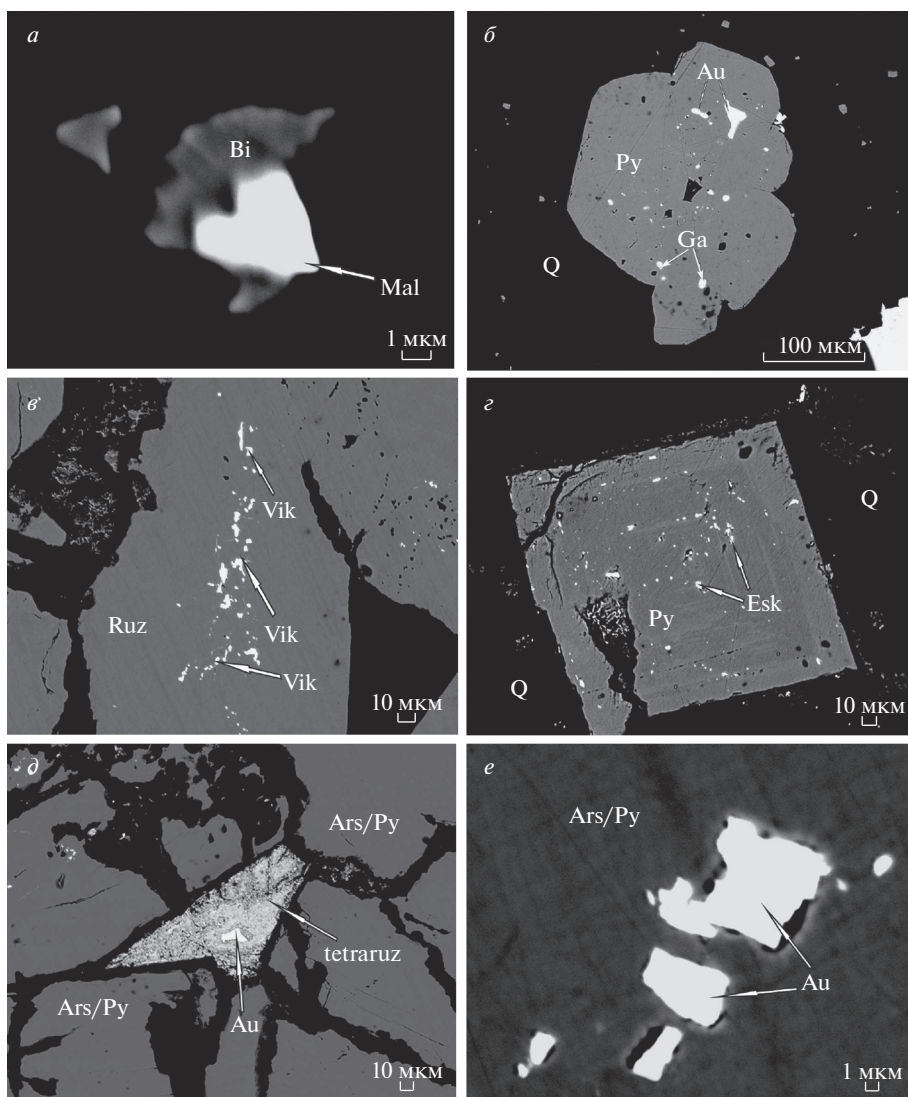 а
Bi
Mal
1 мкм
б
Au
Py
Ga
Q
100 мкм
в
Vik
Ruz
Vik
Vik
10 мкм
г
Q
Esk
Py
Q
10 мкм
д
Ars/Py
tetraruz
Ars/Py
Au
10 мкм
е
Ars/Py
Au
1 мкм